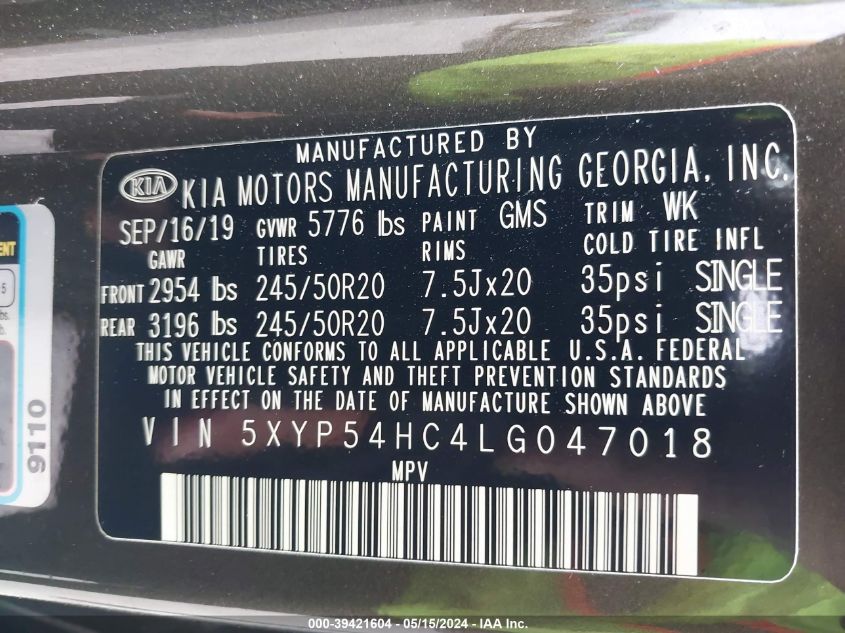 MANUFACTURED BY
KIA KIA MOTORS MANUFACTURING GEORGIA, INC.
SEP/16/19 GVWR 5776 lbs PAINT GMS TRIM WK
GAWR TIRES RIMS COLD TIRE INFL
FRONT 2954 lbs 245/50R20 7.5Jx20 35psi SINGLE
REAR 3196 lbs 245/50R20 7.5Jx20 35psi SINGLE
THIS VEHICLE CONFORMS TO ALL APPLICABLE U.S.A. FEDERAL
MOTOR VEHICLE SAFETY AND THEFT PREVENTION STANDARDS
IN EFFECT ON THE DATE OF MANUFACTURE SHOWN ABOVE
VIN 5XYP54HC4LG047018
MPV
9110
000-39421604 - 05/15/2024 - IAA Inc.